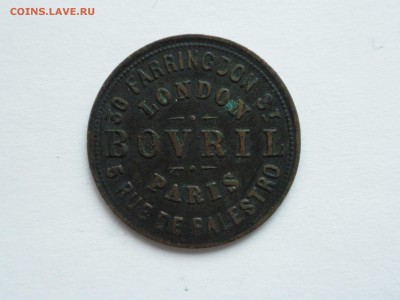 COINS.LAVE.RU
30 FARRINGDON ST
LONDON
BOVRIL
PARIS
5 RUE DE PALESTRO